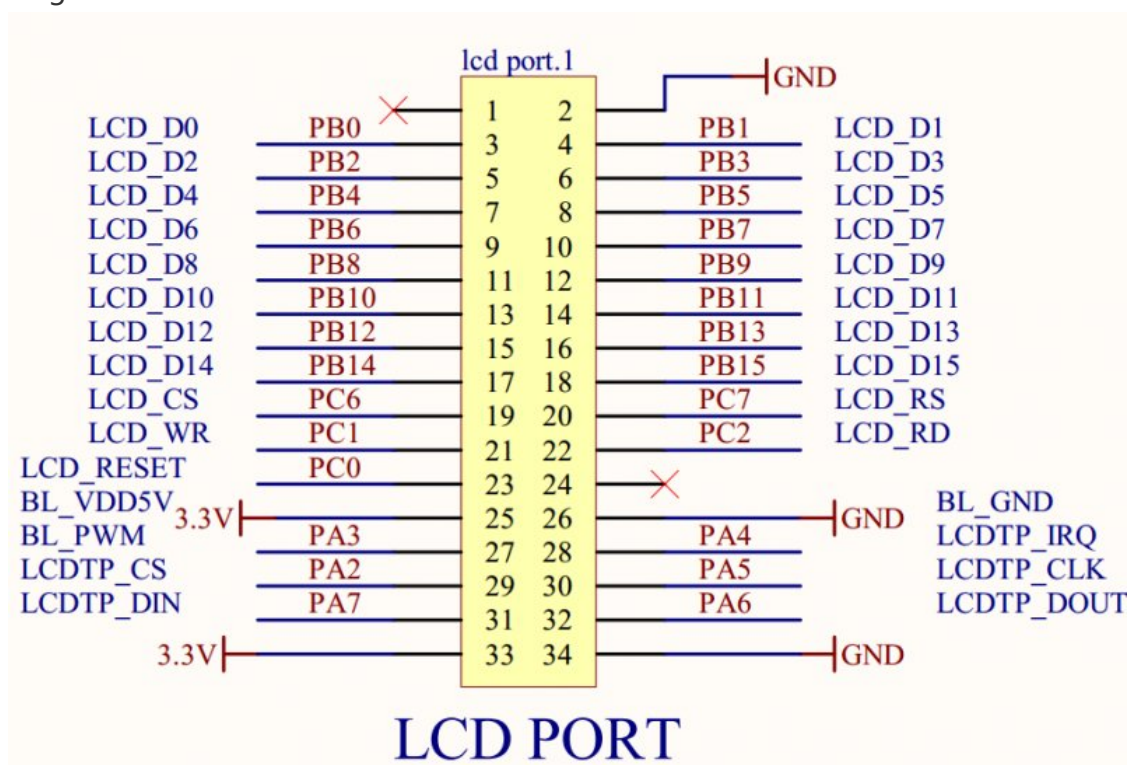 lcd port.1
1 2 GND
LCD_D0 PB0 3 4 PB1 LCD_D1
LCD_D2 PB2 5 6 PB3 LCD_D3
LCD_D4 PB4 7 8 PB5 LCD_D5
LCD_D6 PB6 9 10 PB7 LCD_D7
LCD_D8 PB8 11 12 PB9 LCD_D9
LCD_D10 PB10 13 14 PB11 LCD_D11
LCD_D12 PB12 15 16 PB13 LCD_D13
LCD_D14 PB14 17 18 PB15 LCD_D15
LCD_CS PC6 19 20 PC7 LCD_RS
LCD_WR PC1 21 22 PC2 LCD_RD
LCD_RESET PC0 23 24
BL_VDD5V 3.3V 25 26 GND BL_GND
BL_PWM PA3 27 28 PA4 LCDTP_IRQ
LCDTP_CS PA2 29 30 PA5 LCDTP_CLK
LCDTP_DIN PA7 31 32 PA6 LCDTP_DOUT
3.3V 33 34 GND
LCD PORT